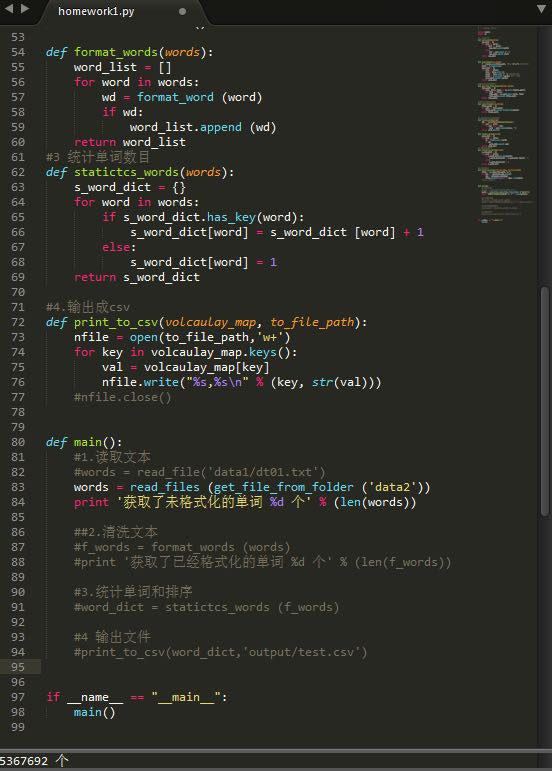 homework1.py
53
54 def format_words(words):
55     word_list = []
56     for word in words:
57         wd = format_word (word)
58         if wd:
59             word_list.append (wd)
60     return word_list
61 #3 统计单词数目
62 def statictcs_words(words):
63     s_word_dict = {}
64     for word in words:
65         if s_word_dict.has_key(word):
66             s_word_dict[word] = s_word_dict [word] + 1
67         else:
68             s_word_dict[word] = 1
69     return s_word_dict
70
71 #4.输出成csv
72 def print_to_csv(volcaulay_map, to_file_path):
73     nfile = open(to_file_path,'w+')
74     for key in volcaulay_map.keys():
75         val = volcaulay_map[key]
76         nfile.write("%s,%s\n" % (key, str(val)))
77     #nfile.close()
78
79
80 def main():
81     #1.读取文本
82     #words = read_file('data1/dt01.txt')
83     words = read_files (get_file_from_folder ('data2'))
84     print '获取了未格式化的单词 %d 个' % (len(words))
85
86     ##2.清洗文本
87     #f_words = format_words (words)
88     #print '获取了已经格式化的单词 %d 个' % (len(f_words))
89
90     #3.统计单词和排序
91     #word_dict = statictcs_words (f_words)
92
93     #4 输出文件
94     #print_to_csv(word_dict,'output/test.csv')
95
96
97 if __name__ == "__main__":
98     main()
99
5367692 个